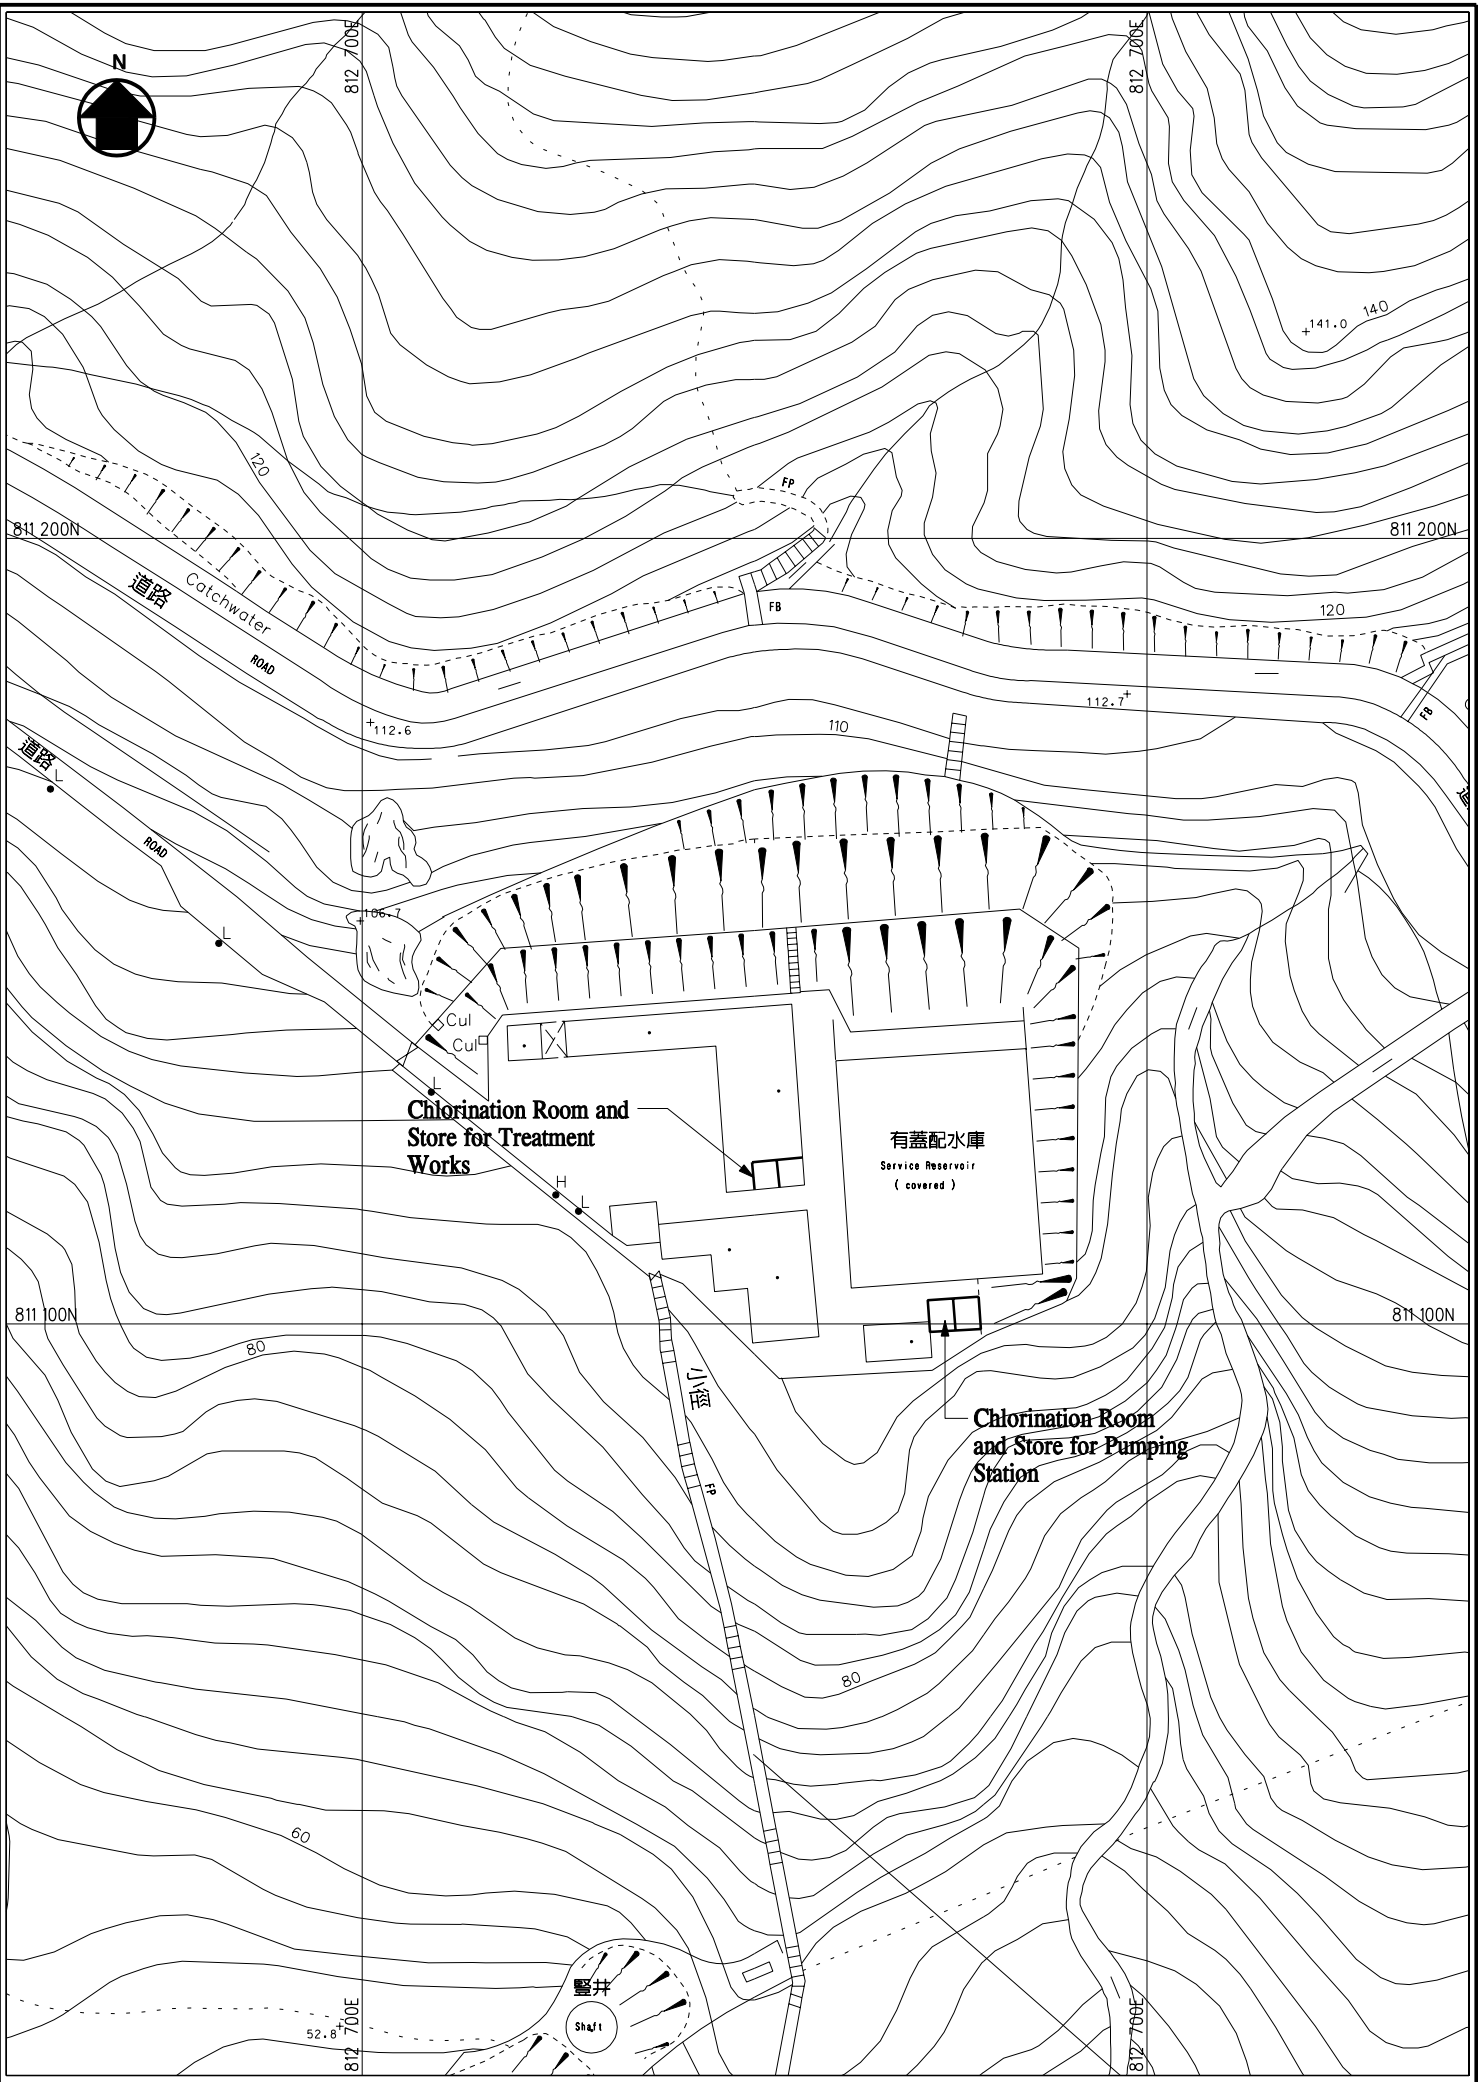 812 700E
812 700E
N
141.0
140
120
FP
811 200N
811 200N
道路
Catchwater
FB
120
ROAD
112.6
112.7
FB
110
道路
L
ROAD
106.7
L
Cul
Cul
L
Chlorination Room and
Store for Treatment
Works
有蓋配水庫
Service Reservoir
( covered )
H
L
811 100N
811 100N
80
小徑
Chlorination Room
and Store for Pumping
Station
FP
80
60
豎井
Shaft
52.8
812 700E
812 700E